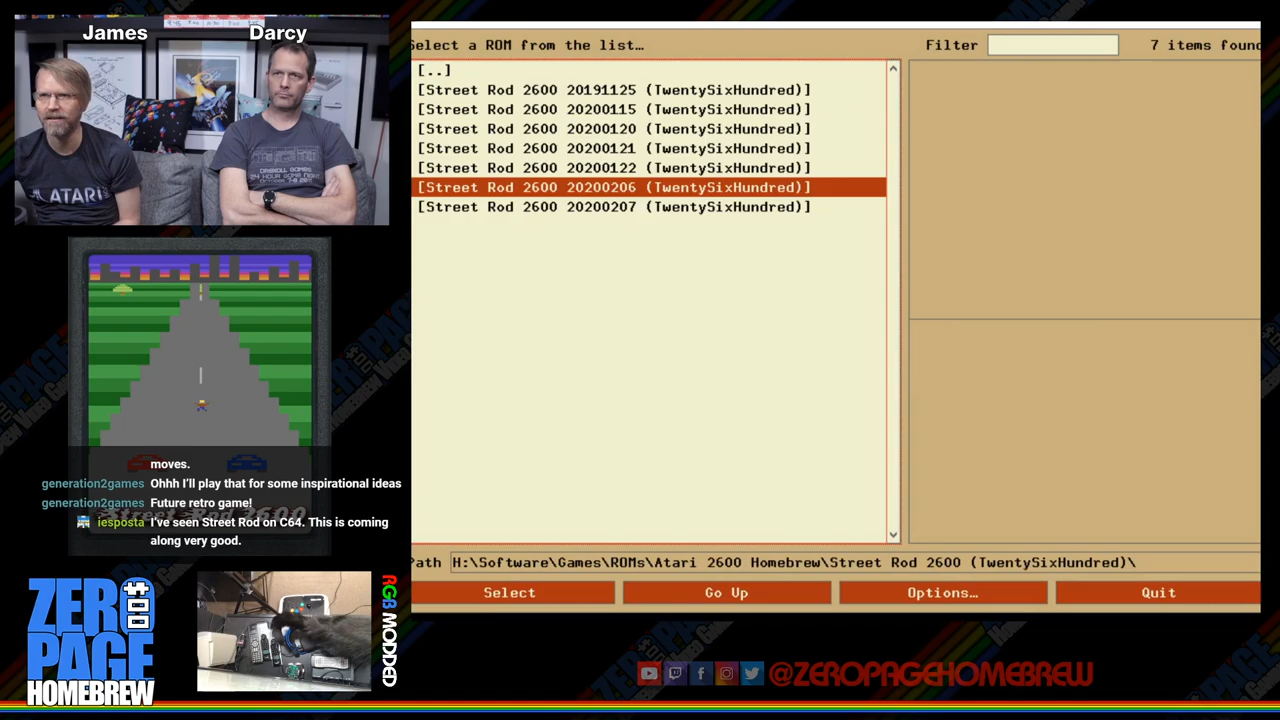 James
Darcy
ATARI
Select a ROM from the list…
Filter
7 items found
[..]
[Street Rod 2600 20191125 (TwentySixHundred)]
[Street Rod 2600 20200115 (TwentySixHundred)]
[Street Rod 2600 20200120 (TwentySixHundred)]
[Street Rod 2600 20200121 (TwentySixHundred)]
[Street Rod 2600 20200122 (TwentySixHundred)]
[Street Rod 2600 20200206 (TwentySixHundred)]
[Street Rod 2600 20200207 (TwentySixHundred)]
Path H:\Software\Games\ROMs\Atari 2600 Homebrew\Street Rod 2600 (TwentySixHundred)\
Select
Go Up
Options…
Quit
moves.
generation2games Ohhh I'll play that for some inspirational ideas
generation2games Future retro game!
Street Rod 2600
iesposta I've seen Street Rod on C64. This is coming
along very good.
ZERO
PAGE
HOMEBREW
RGB MODDED
@ZEROPAGEHOMEBREW